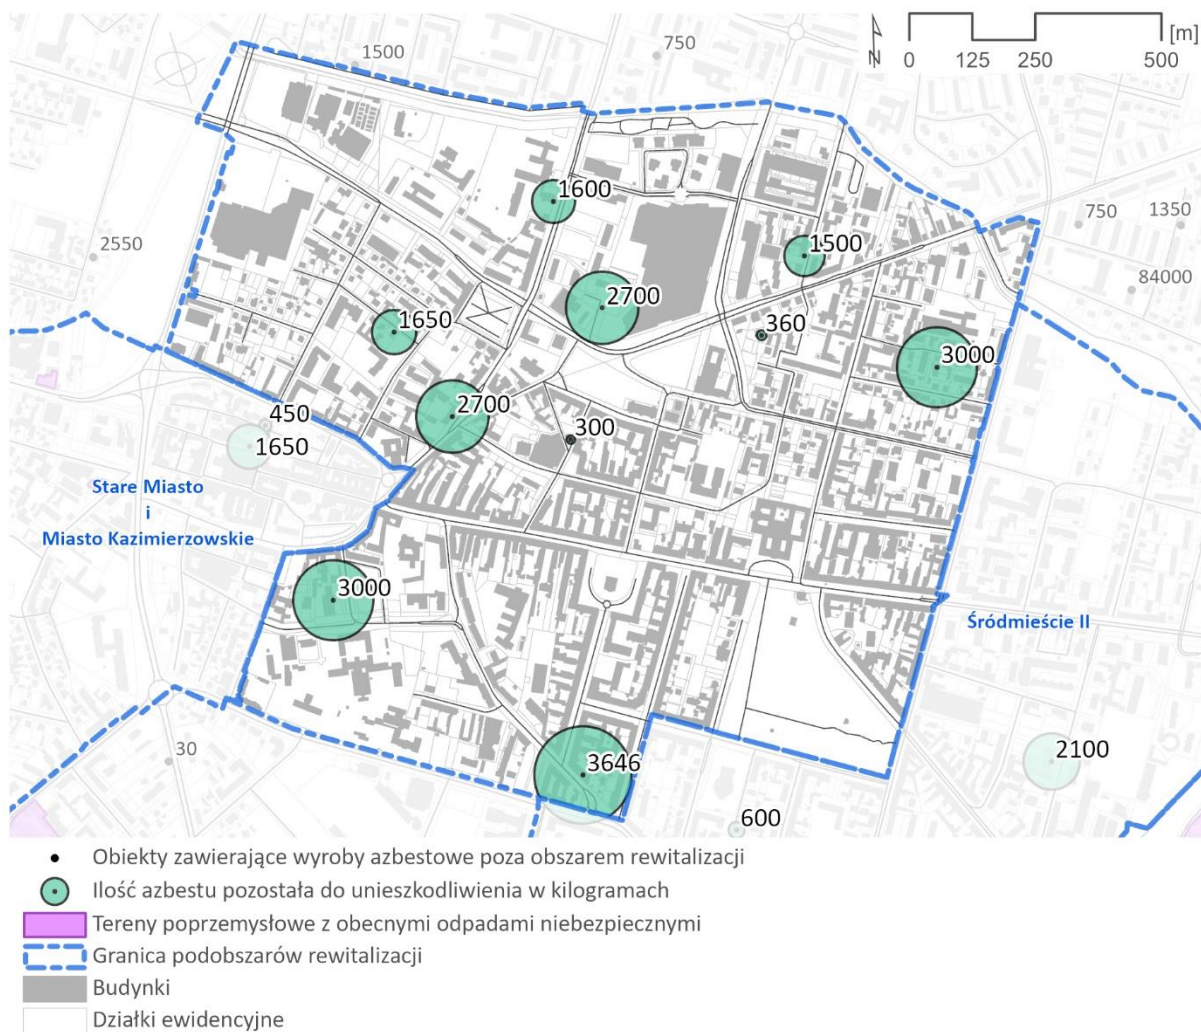 1500
750
N
[m]
0 125 250 500
1600
1500
2550
750 1350
84000
2700
1650
360
3000
2700
450
300
1650
Stare Miasto
i
Miasto Kazimierzowskie
3000
Śródmieście II
30
3646
2100
600
Obiekty zawierające wyroby azbestowe poza obszarem rewitalizacji
Ilość azbestu pozostała do unieszkodliwienia w kilogramach
Tereny poprzemysłowe z obecnymi odpadami niebezpiecznymi
Granica podobszarów rewitalizacji
Budynki
Działki ewidencyjne